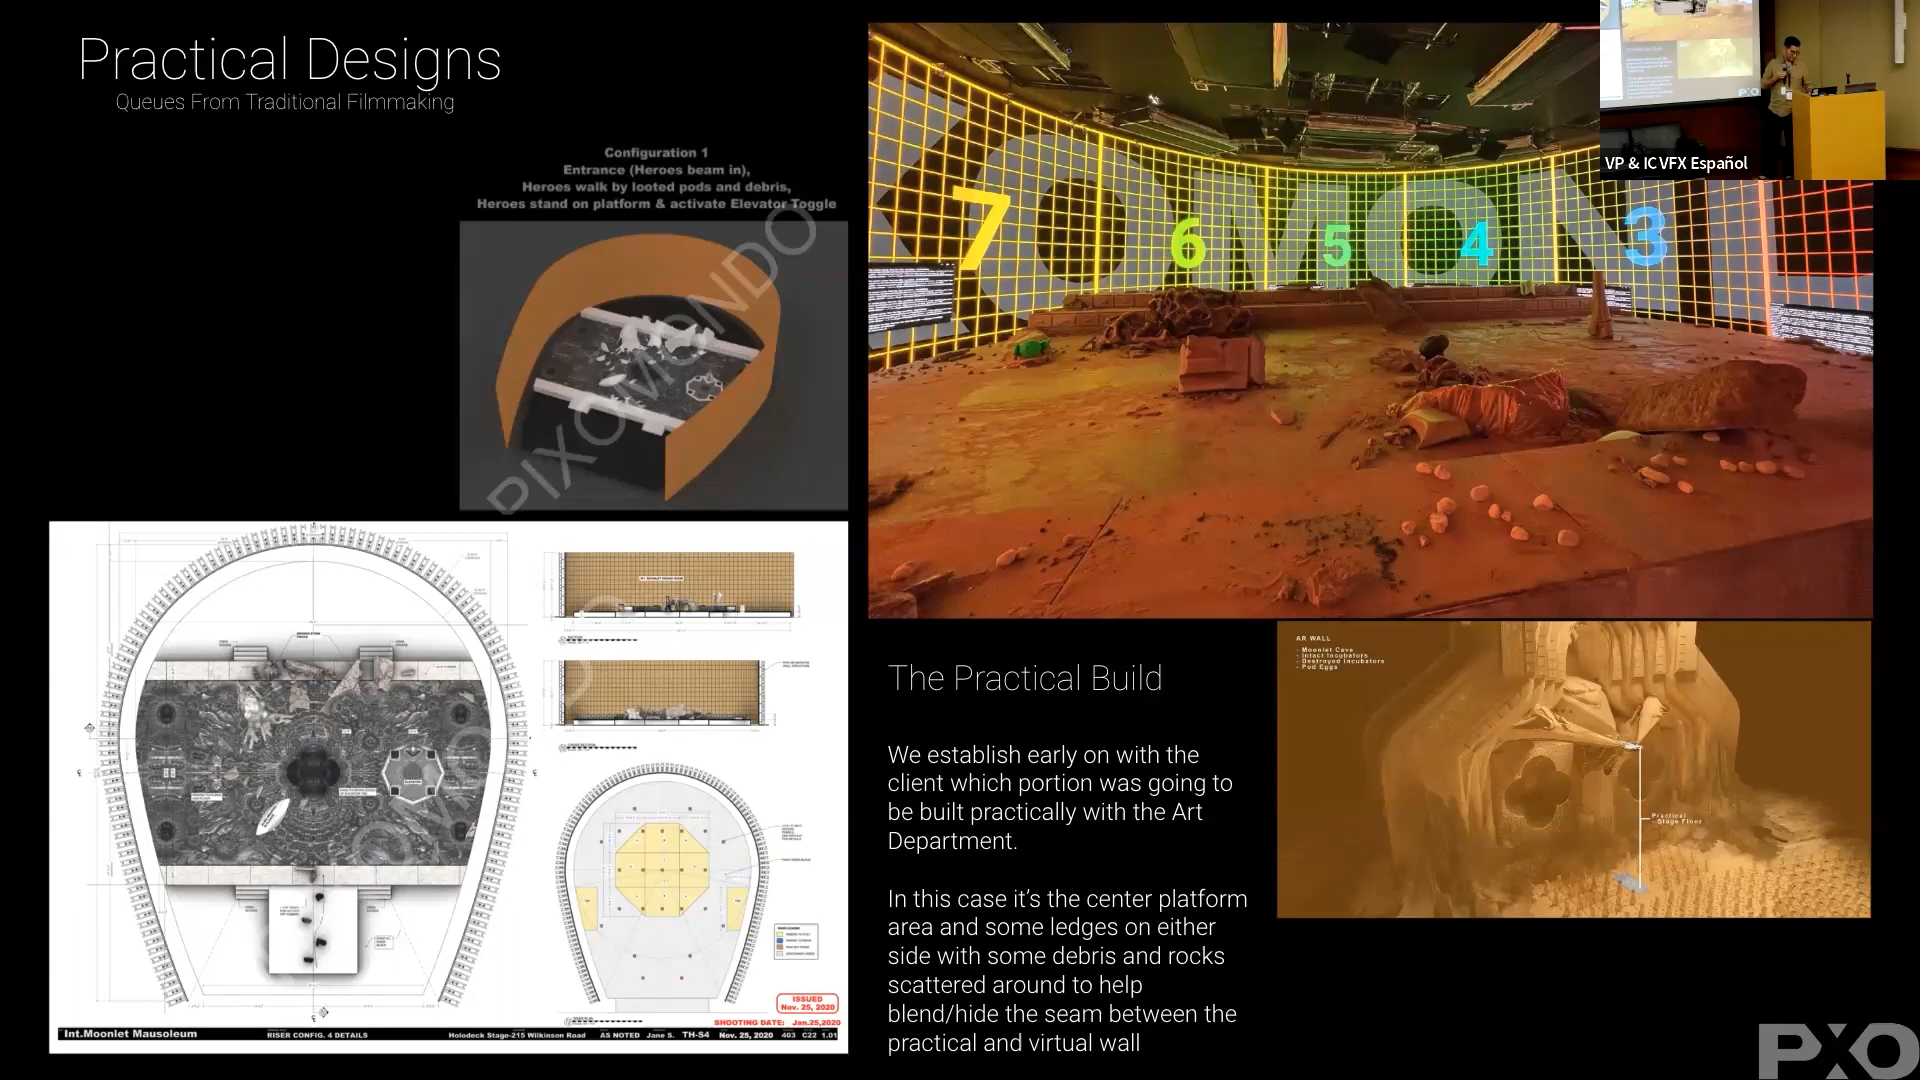 Practical Designs
Queues From Traditional Filmmaking
Configuration 1
Entrance (Heroes beam in),
Heroes walk by looted pods and debris,
Heroes stand on platform & activate Elevator Toggle
PIXOMONDO
OMON
7
6
5
4
3
VP & ICVFX Español
The Practical Build
We establish early on with the
client which portion was going to
be built practically with the Art
Department.
In this case it’s the center platform
area and some ledges on either
side with some debris and rocks
scattered around to help
blend/hide the seam between the
practical and virtual wall
AR WALL
- Moonlet Cave
- Intact Incubators
- Destroyed Incubators
- Pod Eggs
Practical
- Stage Floor
ISSUED
Nov. 25, 2020
SHOOTING DATE: Jan.25,2020
Int.Moonlet Mausoleum
RISER CONFIG. 4 DETAILS
Holodeck Stage-215 Wilkinson Road
AS NOTED
Jane S.
TH-S4
Nov. 25, 2020
403
C22
1.01
PXO